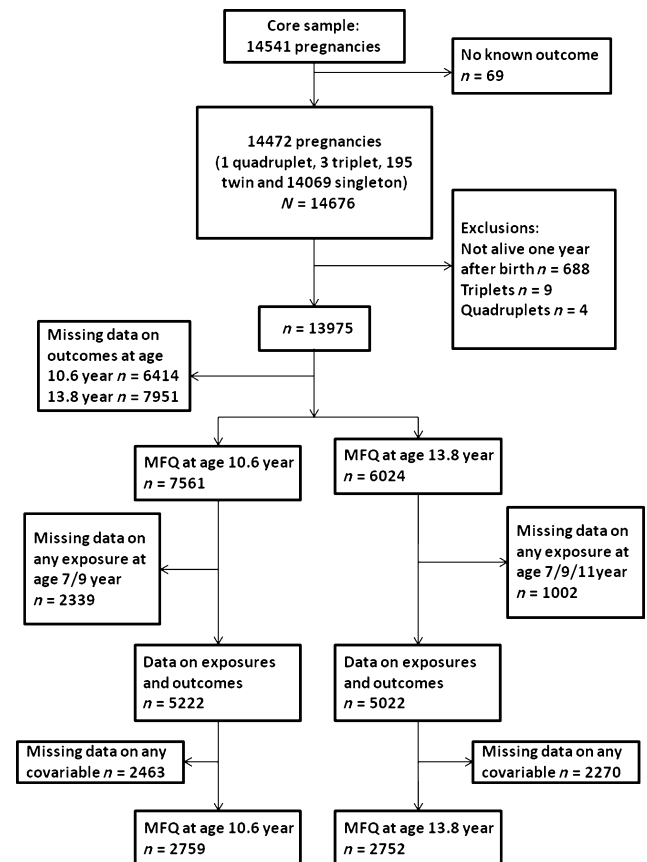 Core sample:
14541 pregnancies
No known outcome
n = 69
14472 pregnancies
(1 quadruplet, 3 triplet, 195
twin and 14069 singleton)
N = 14676
Exclusions:
Not alive one year
after birth n = 688
Triplets n = 9
Quadruplets n = 4
n = 13975
Missing data on
outcomes at age
10.6 year n = 6414
13.8 year n = 7951
MFQ at age 10.6 year
n = 7561
MFQ at age 13.8 year
n = 6024
Missing data on
any exposure at
age 7/9 year
n = 2339
Missing data on
any exposure at
age 7/9/11year
n = 1002
Data on exposures
and outcomes
n = 5222
Data on exposures
and outcomes
n = 5022
Missing data on any
covariable n = 2463
Missing data on any
covariable n = 2270
MFQ at age 10.6 year
n = 2759
MFQ at age 13.8 year
n = 2752